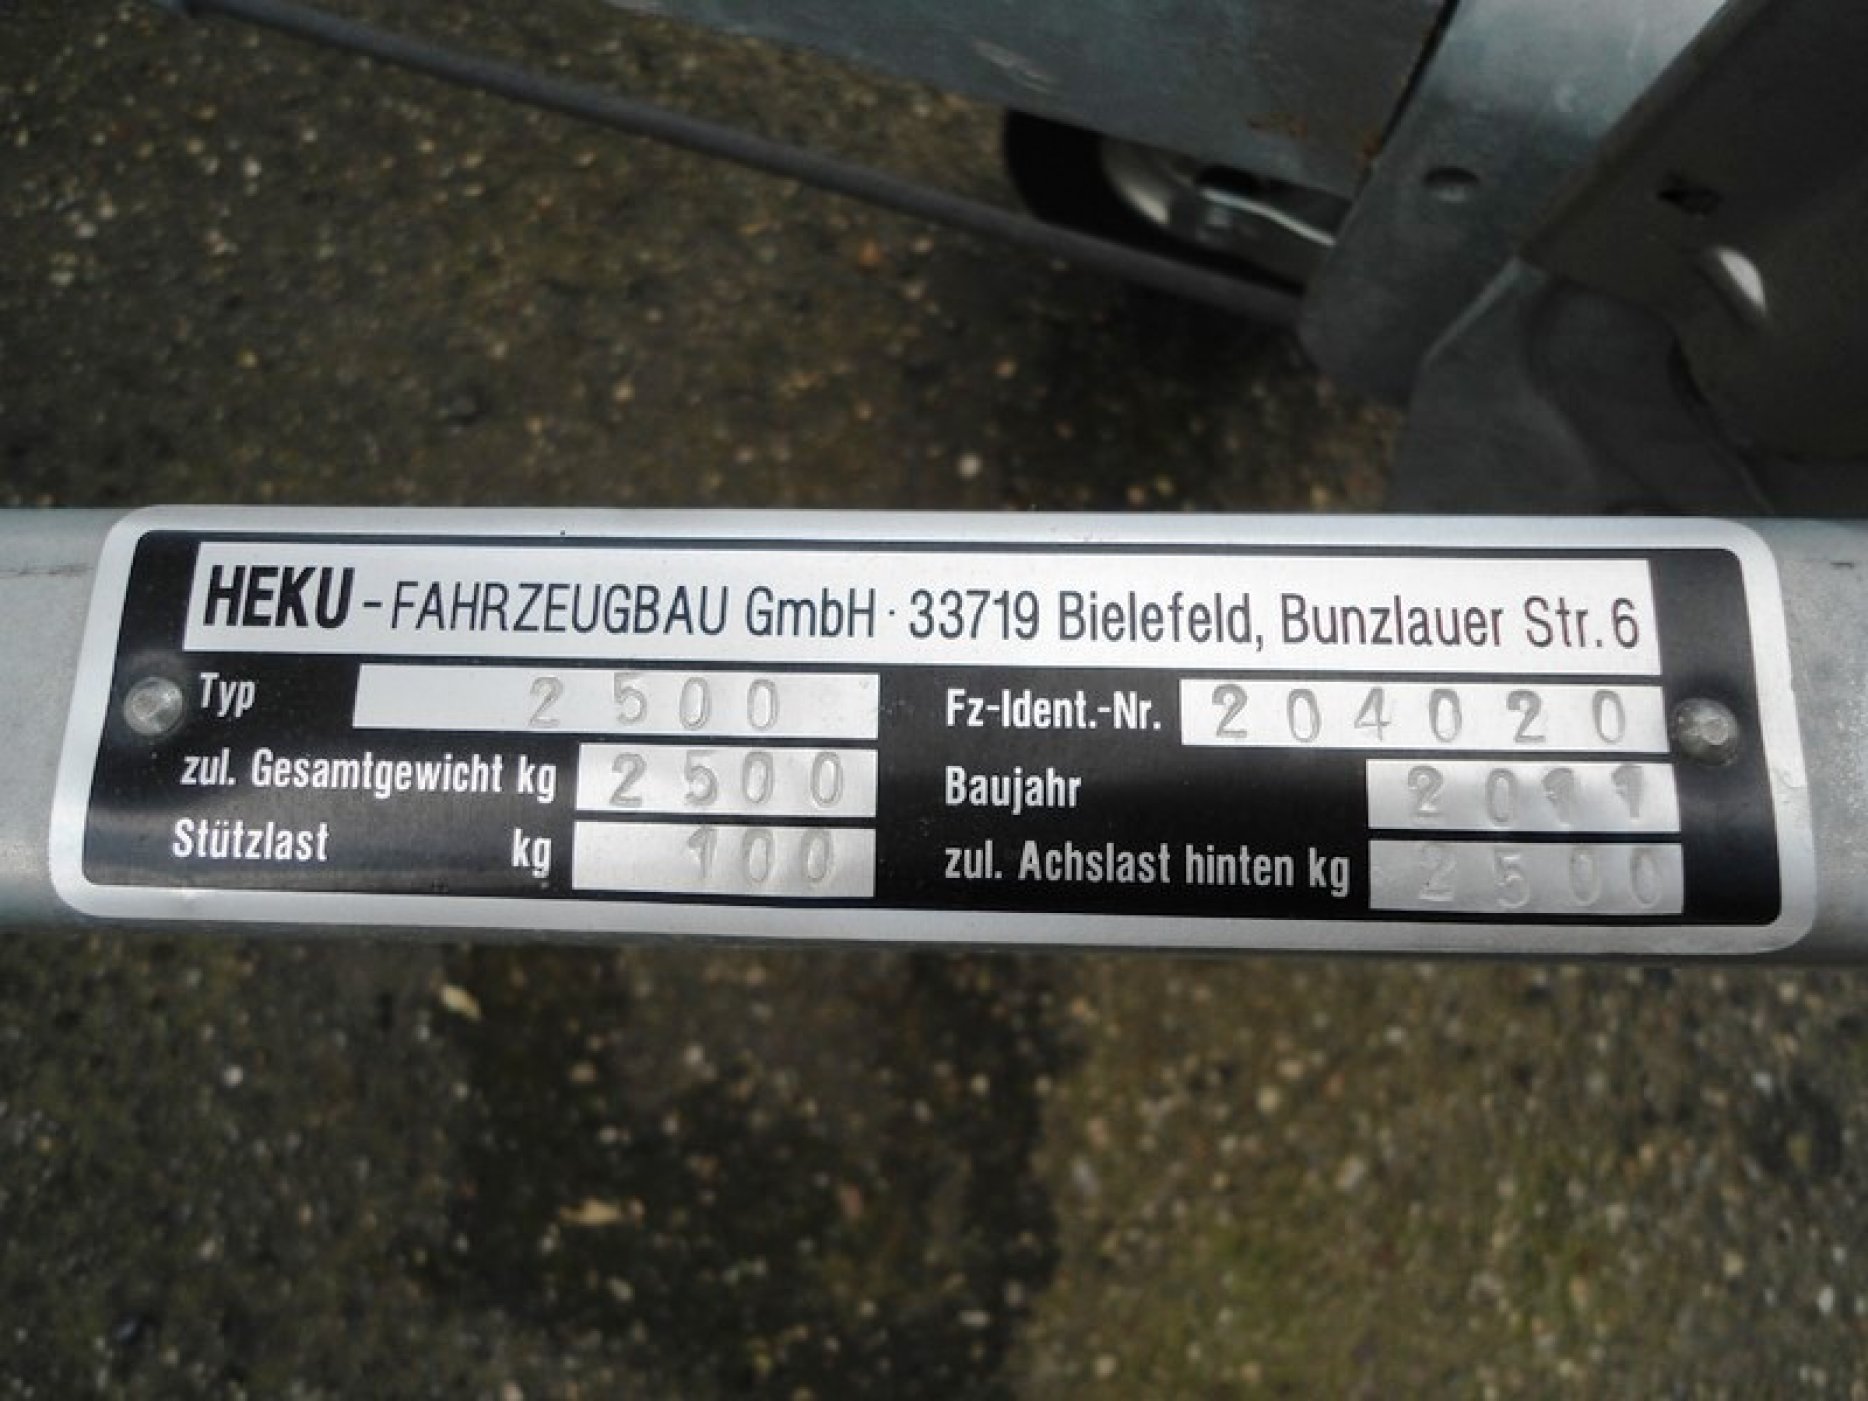 HEKU - FAHRZEUGBAU GmbH · 33719 Bielefeld, Bunzlauer Str. 6
Typ 2500 Fz-Ident.-Nr. 204020
zul. Gesamtgewicht kg 2500 Baujahr 2011
Stützlast kg 100 zul. Achslast hinten kg 2500